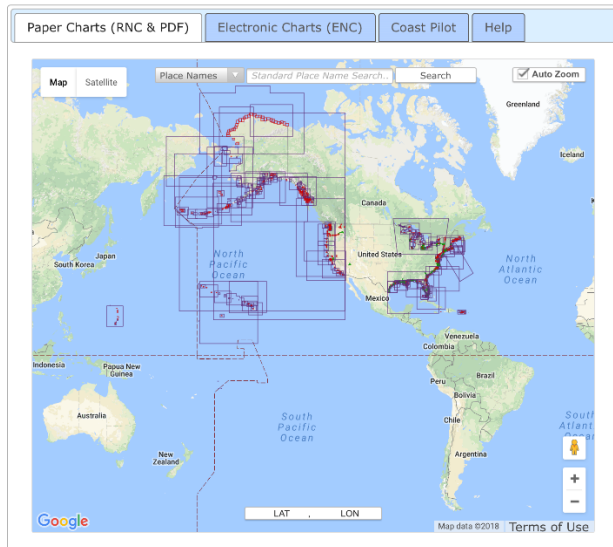 Paper Charts (RNC & PDF) Electronic Charts (ENC) Coast Pilot Help
Map Satellite Place Names Standard Place Name Search.. Search Auto Zoom
Greenland
Iceland
Canada
North
Pacific
Ocean
United States
North
Atlantic
Ocean
Japan
South Korea
Mexico
Venezuela
Colombia
Indonesia
Papua New
Guinea
Peru
Brazil
Bolivia
Australia
South
Pacific
Ocean
Chile
South
Atlant
Ocean
New
Zealand
Argentina
LAT , LON
Google Map data ©2018 Terms of Use